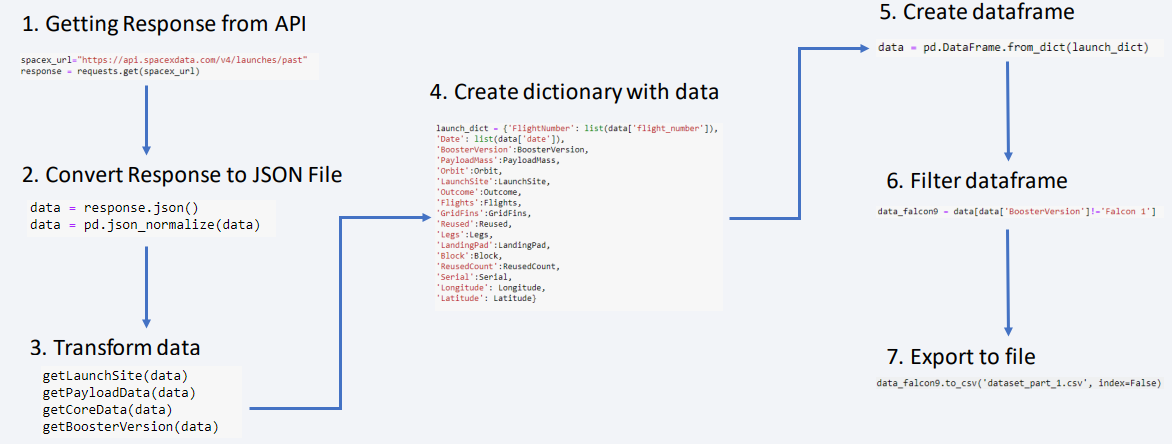 1. Getting Response from API
spacex_url="https://api.spacexdata.com/v4/launches/past"
response = requests.get(spacex_url)
2. Convert Response to JSON File
data = response.json()
data = pd.json_normalize(data)
3. Transform data
getLaunchSite(data)
getPayloadData(data)
getCoreData(data)
getBoosterVersion(data)
4. Create dictionary with data
launch_dict = {'FlightNumber': list(data['flight_number']),
'Date': list(data['date']),
'BoosterVersion':BoosterVersion,
'PayloadMass':PayloadMass,
'Orbit':Orbit,
'LaunchSite':LaunchSite,
'Outcome':Outcome,
'Flights':Flights,
'GridFins':GridFins,
'Reused':Reused,
'Legs':Legs,
'LandingPad':LandingPad,
'Block':Block,
'ReusedCount':ReusedCount,
'Serial':Serial,
'Longitude': Longitude,
'Latitude': Latitude}
5. Create dataframe
data = pd.DataFrame.from_dict(launch_dict)
6. Filter dataframe
data_falcon9 = data[data['BoosterVersion']!='Falcon 1']
7. Export to file
data_falcon9.to_csv('dataset_part_1.csv', index=False)